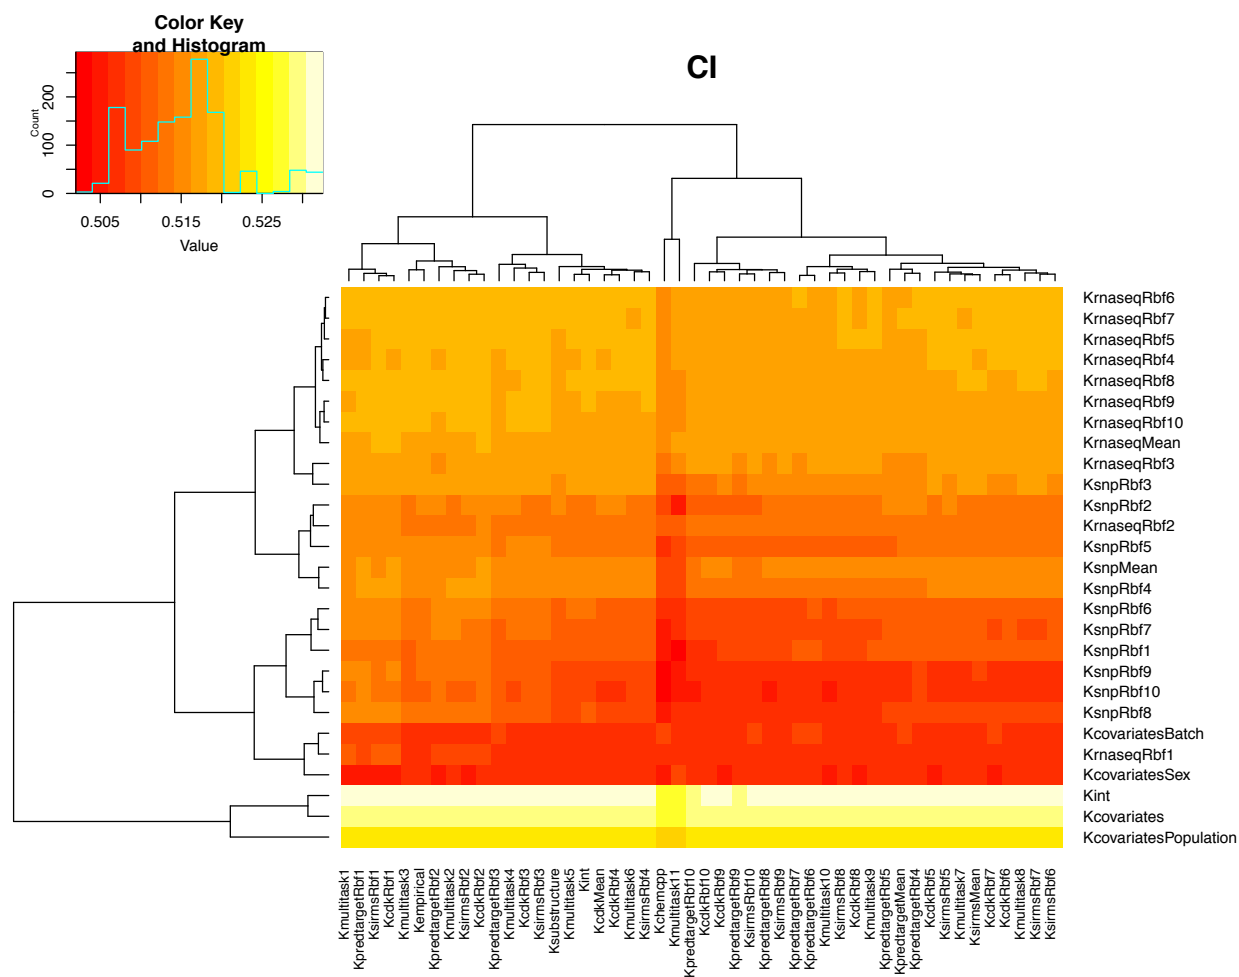 Color Key
and Histogram
CI
Count
0
100
200
0.505
0.515
0.525
Value
KrnaseqRbf6
KrnaseqRbf7
KrnaseqRbf5
KrnaseqRbf4
KrnaseqRbf8
KrnaseqRbf9
KrnaseqRbf10
KrnaseqMean
KrnaseqRbf3
KsnpRbf3
KsnpRbf2
KrnaseqRbf2
KsnpRbf5
KsnpMean
KsnpRbf4
KsnpRbf6
KsnpRbf7
KsnpRbf1
KsnpRbf9
KsnpRbf10
KsnpRbf8
KcovariatesBatch
KrnaseqRbf1
KcovariatesSex
Kint
Kcovariates
KcovariatesPopulation
Kmultitask1
KpredtargetRbf1
KsirmsRbf1
KcdkRbf1
Kmultitask3
Kempirical
KpredtargetRbf2
Kmultitask2
KsirmsRbf2
KcdkRbf2
KpredtargetRbf3
Kmultitask4
KcdkRbf3
KsirmsRbf3
Ksubstructure
Kmultitask5
Kint
KcdkMean
KcdkRbf4
Kmultitask6
KsirmsRbf4
Kchemcpp
Kmultitask11
KpredtargetRbf10
KcdkRbf10
KcdkRbf9
KpredtargetRbf9
KsirmsRbf10
KpredtargetRbf8
KsirmsRbf9
KpredtargetRbf7
KpredtargetRbf6
Kmultitask10
KsirmsRbf8
KcdkRbf8
Kmultitask9
KpredtargetRbf5
KpredtargetMean
KpredtargetRbf4
KcdkRbf5
KsirmsRbf5
Kmultitask7
KsirmsMean
KcdkRbf7
KcdkRbf6
Kmultitask8
KsirmsRbf7
KsirmsRbf6